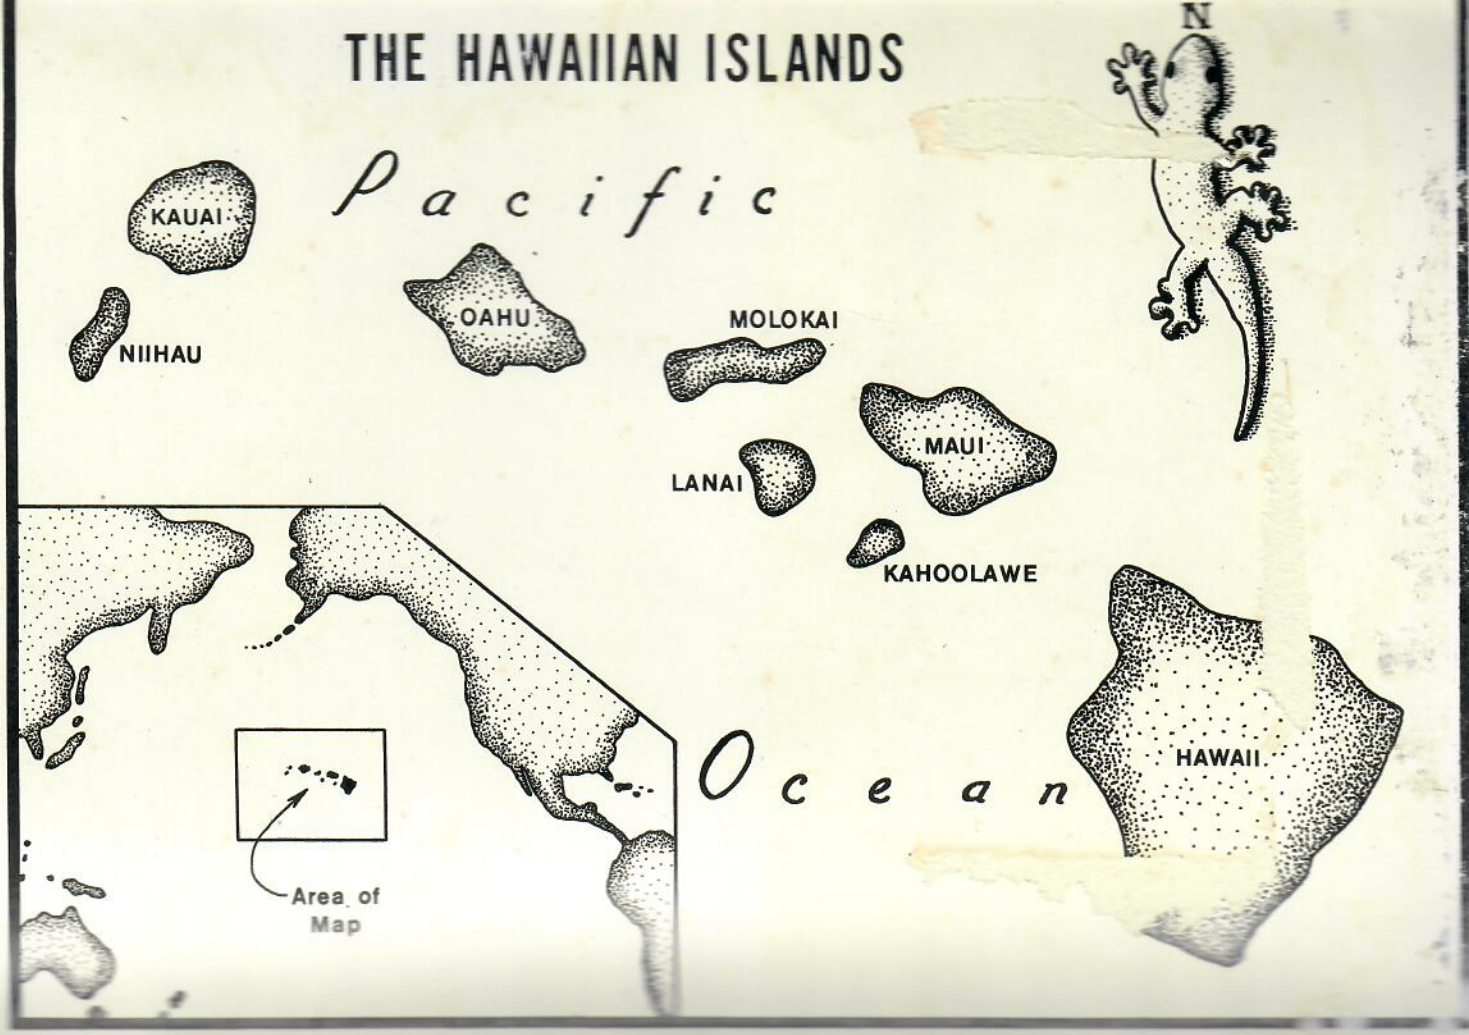 N
THE HAWAIIAN ISLANDS
Pacific
KAUAI
OAHU
MOLOKAI
NIIHAU
MAUI
LANAI
KAHOOLAWE
HAWAII
Ocean
Area of
Map